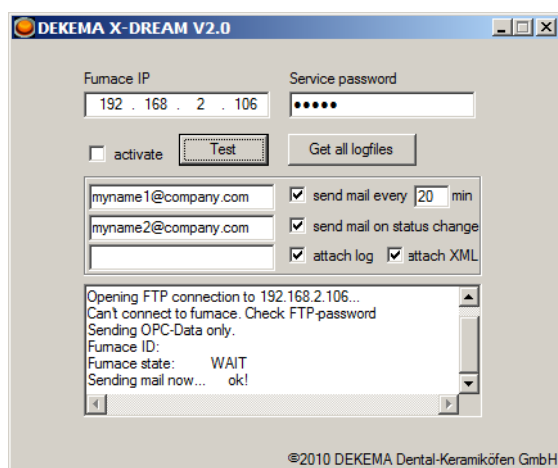 DEKEMA X-DREAM V2.0
Furnace IP
Service password
192 . 168 . 2 . 106
•••••
activate
Test
Get all logfiles
myname1@company.com
send mail every 20 min
myname2@company.com
send mail on status change
attach log
attach XML
Opening FTP connection to 192.168.2.106...
Can't connect to furnace. Check FTP-password
Sending OPC-Data only.
Furnace ID:
Furnace state: WAIT
Sending mail now... ok!
©2010 DEKEMA Dental-Keramiköfen GmbH